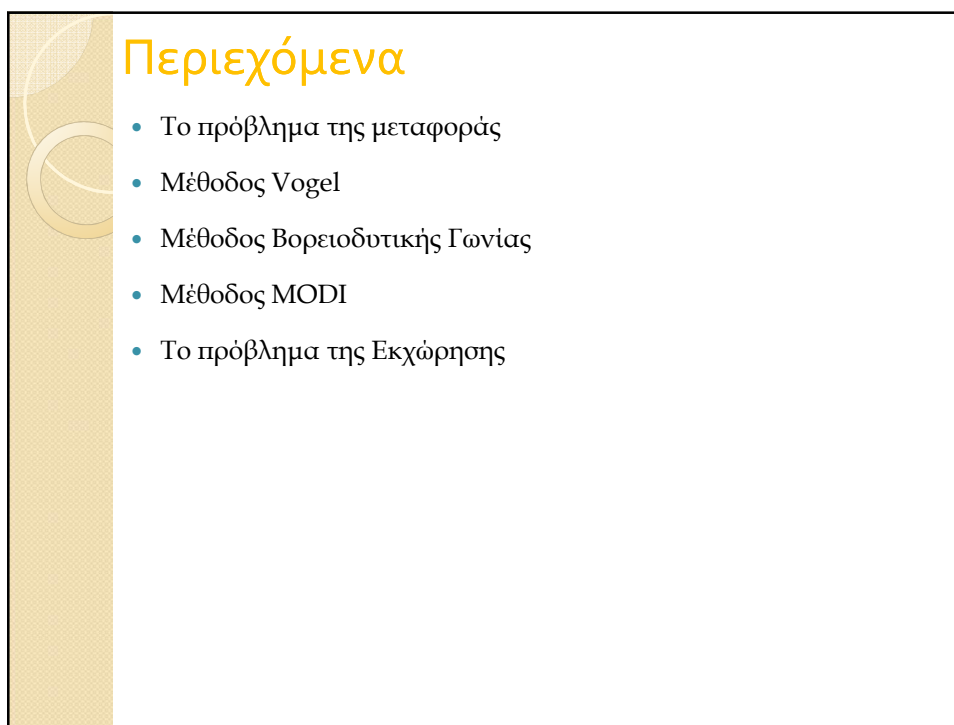 Περιεχόμενα
• Το πρόβλημα της μεταφοράς
• Μέθοδος Vogel
• Μέθοδος Βορειοδυτικής Γωνίας
• Μέθοδος MODI
• Το πρόβλημα της Εκχώρησης